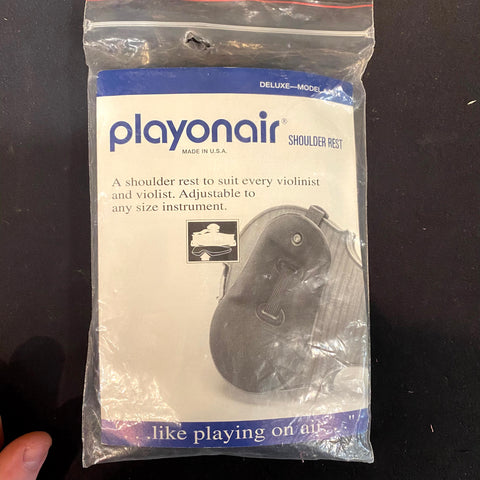 DELUXE—MODEL
playonair®
SHOULDER REST
MADE IN U.S.A.
A shoulder rest to suit every violinist
and violist. Adjustable to
any size instrument.
...like playing on air...